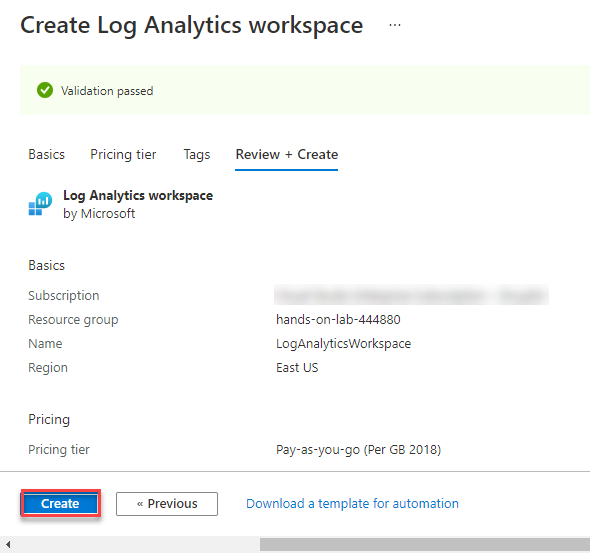 Create Log Analytics workspace ...
Validation passed
Basics Pricing tier Tags Review + Create
Log Analytics workspace
by Microsoft
Basics
Subscription
Resource group hands-on-lab-444880
Name LogAnalyticsWorkspace
Region East US
Pricing
Pricing tier Pay-as-you-go (Per GB 2018)
Create « Previous Download a template for automation